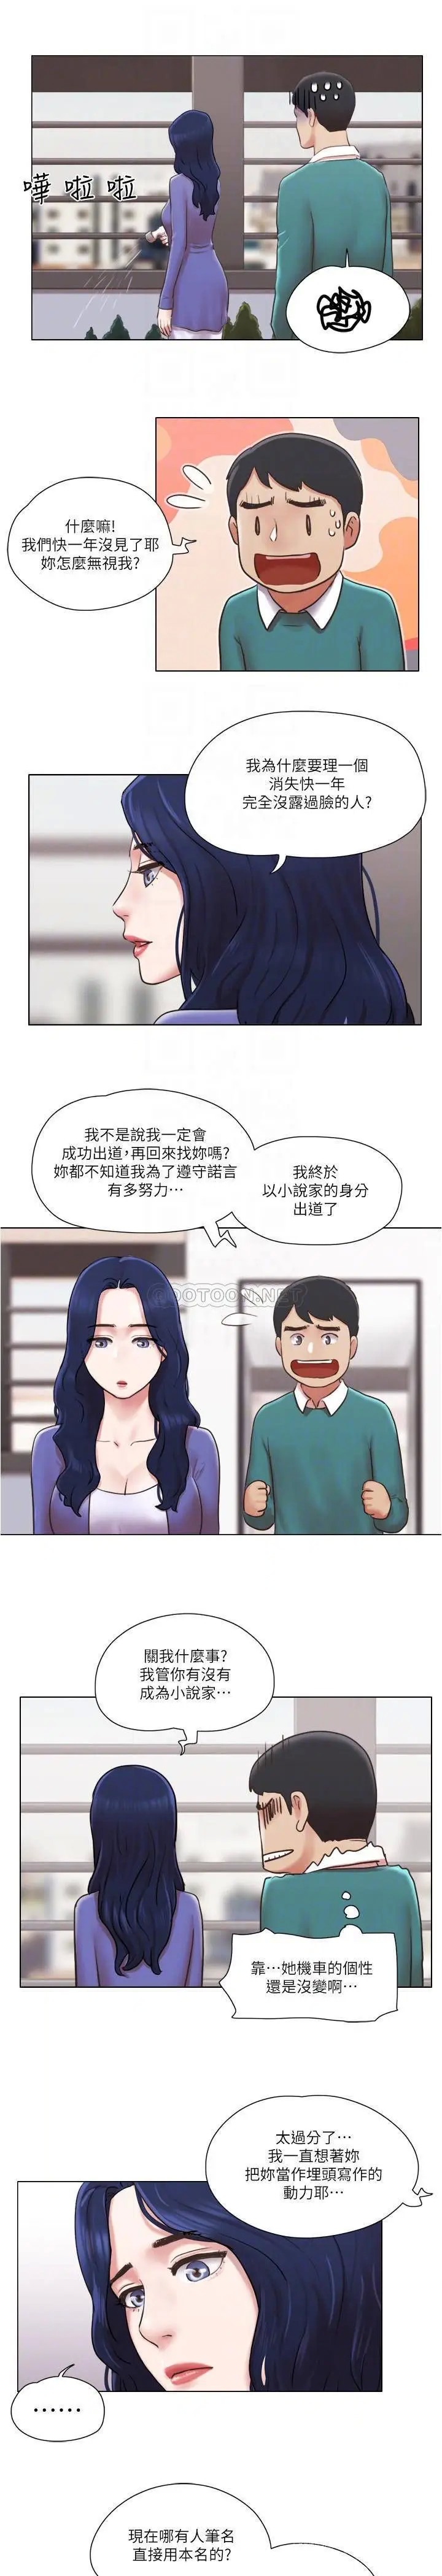 嘩啦啦
什麼嘛!
我們快一年沒見了耶
妳怎麼無視我?
我為什麼要理一個
消失快一年
完全沒露過臉的人?
我不是說我一定會
成功出道,再回來找妳嗎?
妳都不知道我為了遵守諾言
有多努力…
我終於
以小說家的身分
出道了
TOOTOON.NET
關我什麼事?
我管你有沒有
成為小說家…
靠…她機車的個性
還是沒變啊…
太過分了…
我一直想著妳
把妳當作埋頭寫作的
動力耶…
……
現在哪有人筆名
直接用本名的?